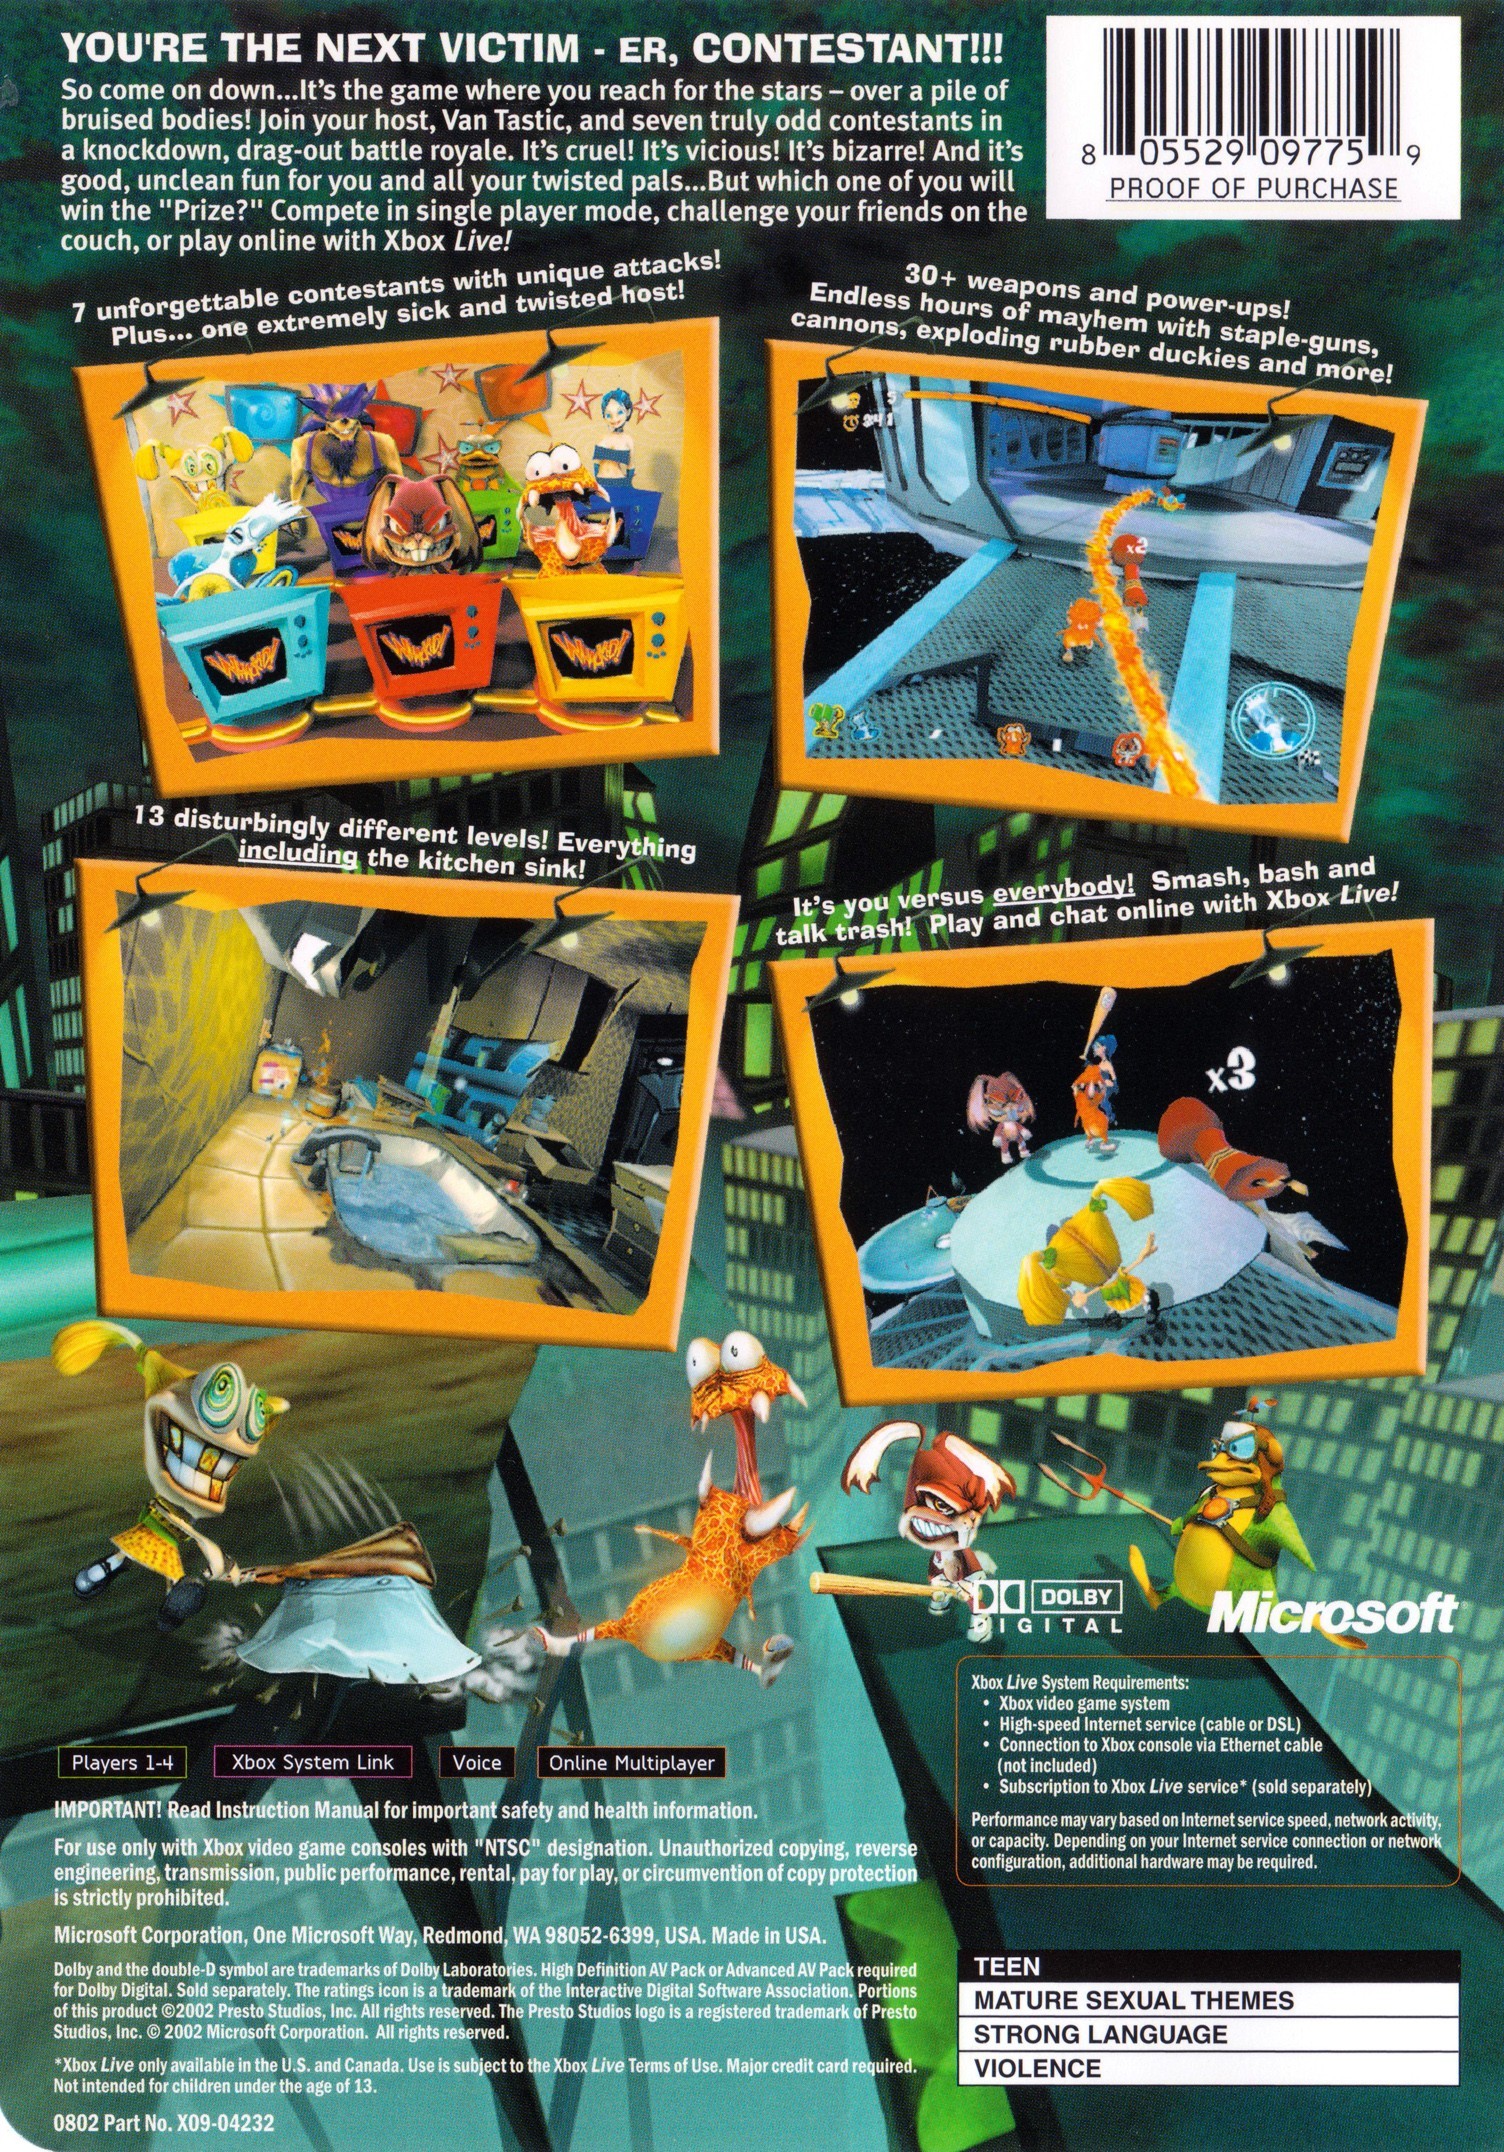 YOU'RE THE NEXT VICTIM - ER, CONTESTANT!!!
So come on down...It's the game where you reach for the stars – over a pile of
bruised bodies! Join your host, Van Tastic, and seven truly odd contestants in
a knockdown, drag-out battle royale. It's cruel! It's vicious! It's bizarre! And it's
good, unclean fun for you and all your twisted pals...But which one of you will
win the "Prize?" Compete in single player mode, challenge your friends on the
couch, or play online with Xbox Live!
8 05529 09775 9
PROOF OF PURCHASE
7 unforgettable contestants with unique attacks!
Plus... one extremely sick and twisted host!
30+ weapons and power-ups!
Endless hours of mayhem with staple-guns,
cannons, exploding rubber duckies and more!
x2
13 disturbingly different levels! Everything
including the kitchen sink!
It's you versus everybody! Smash, bash and
talk trash! Play and chat online with Xbox Live!
x3
DOLBY
DIGITAL
Microsoft
Xbox Live System Requirements:
• Xbox video game system
• High-speed Internet service (cable or DSL)
• Connection to Xbox console via Ethernet cable
(not included)
• Subscription to Xbox Live service* (sold separately)
Performance may vary based on Internet service speed, network activity,
or capacity. Depending on your Internet service connection or network
configuration, additional hardware may be required.
Players 1-4
Xbox System Link
Voice
Online Multiplayer
IMPORTANT! Read Instruction Manual for important safety and health information.
For use only with Xbox video game consoles with "NTSC" designation. Unauthorized copying, reverse
engineering, transmission, public performance, rental, pay for play, or circumvention of copy protection
is strictly prohibited.
Microsoft Corporation, One Microsoft Way, Redmond, WA 98052-6399, USA. Made in USA.
Dolby and the double-D symbol are trademarks of Dolby Laboratories. High Definition AV Pack or Advanced AV Pack required
for Dolby Digital. Sold separately. The ratings icon is a trademark of the Interactive Digital Software Association. Portions
of this product ©2002 Presto Studios, Inc. All rights reserved. The Presto Studios logo is a registered trademark of Presto
Studios, Inc. © 2002 Microsoft Corporation. All rights reserved.
*Xbox Live only available in the U.S. and Canada. Use is subject to the Xbox Live Terms of Use. Major credit card required.
Not intended for children under the age of 13.
0802 Part No. X09-04232
TEEN
MATURE SEXUAL THEMES
STRONG LANGUAGE
VIOLENCE